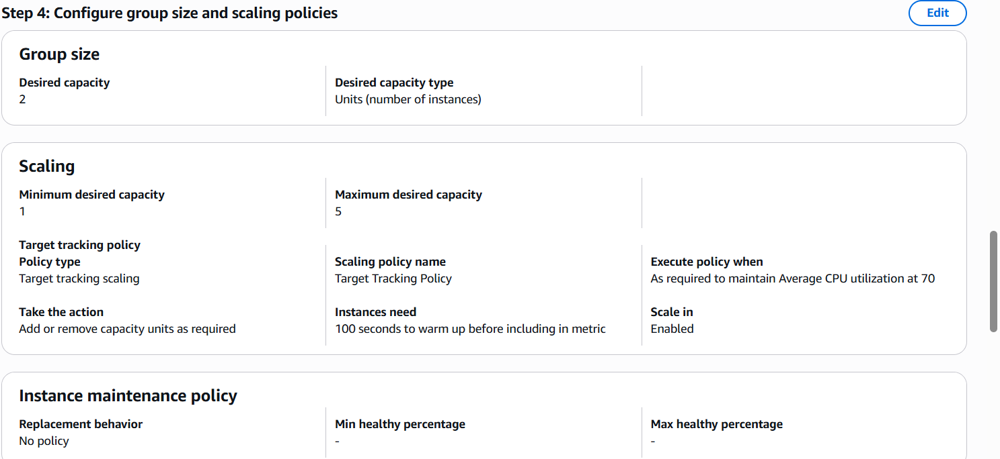 Step 4: Configure group size and scaling policies
Edit
Group size
Desired capacity
2
Desired capacity type
Units (number of instances)
Scaling
Minimum desired capacity
1
Maximum desired capacity
5
Target tracking policy
Policy type
Target tracking scaling
Scaling policy name
Target Tracking Policy
Execute policy when
As required to maintain Average CPU utilization at 70
Take the action
Add or remove capacity units as required
Instances need
100 seconds to warm up before including in metric
Scale in
Enabled
Instance maintenance policy
Replacement behavior
No policy
Min healthy percentage
-
Max healthy percentage
-